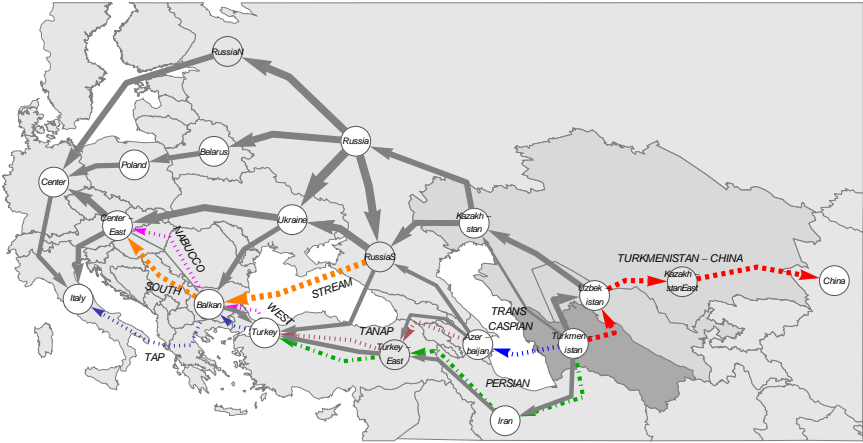 RussiaN
Russia
Belarus
Poland
Center
Center –
East
NABUCCO
Ukraine
Kazakh –
stan
RussiaS
TURKMENISTAN – CHINA
Kazakh
stanEast
China
Uzbek
istan
SOUTH
STREAM
Italy
Balkan
WEST
Turkey
TANAP
TRANS
CASPIAN
Azer –
baijan
Turkmen
istan
Turkey –
East
TAP
PERSIAN
Iran